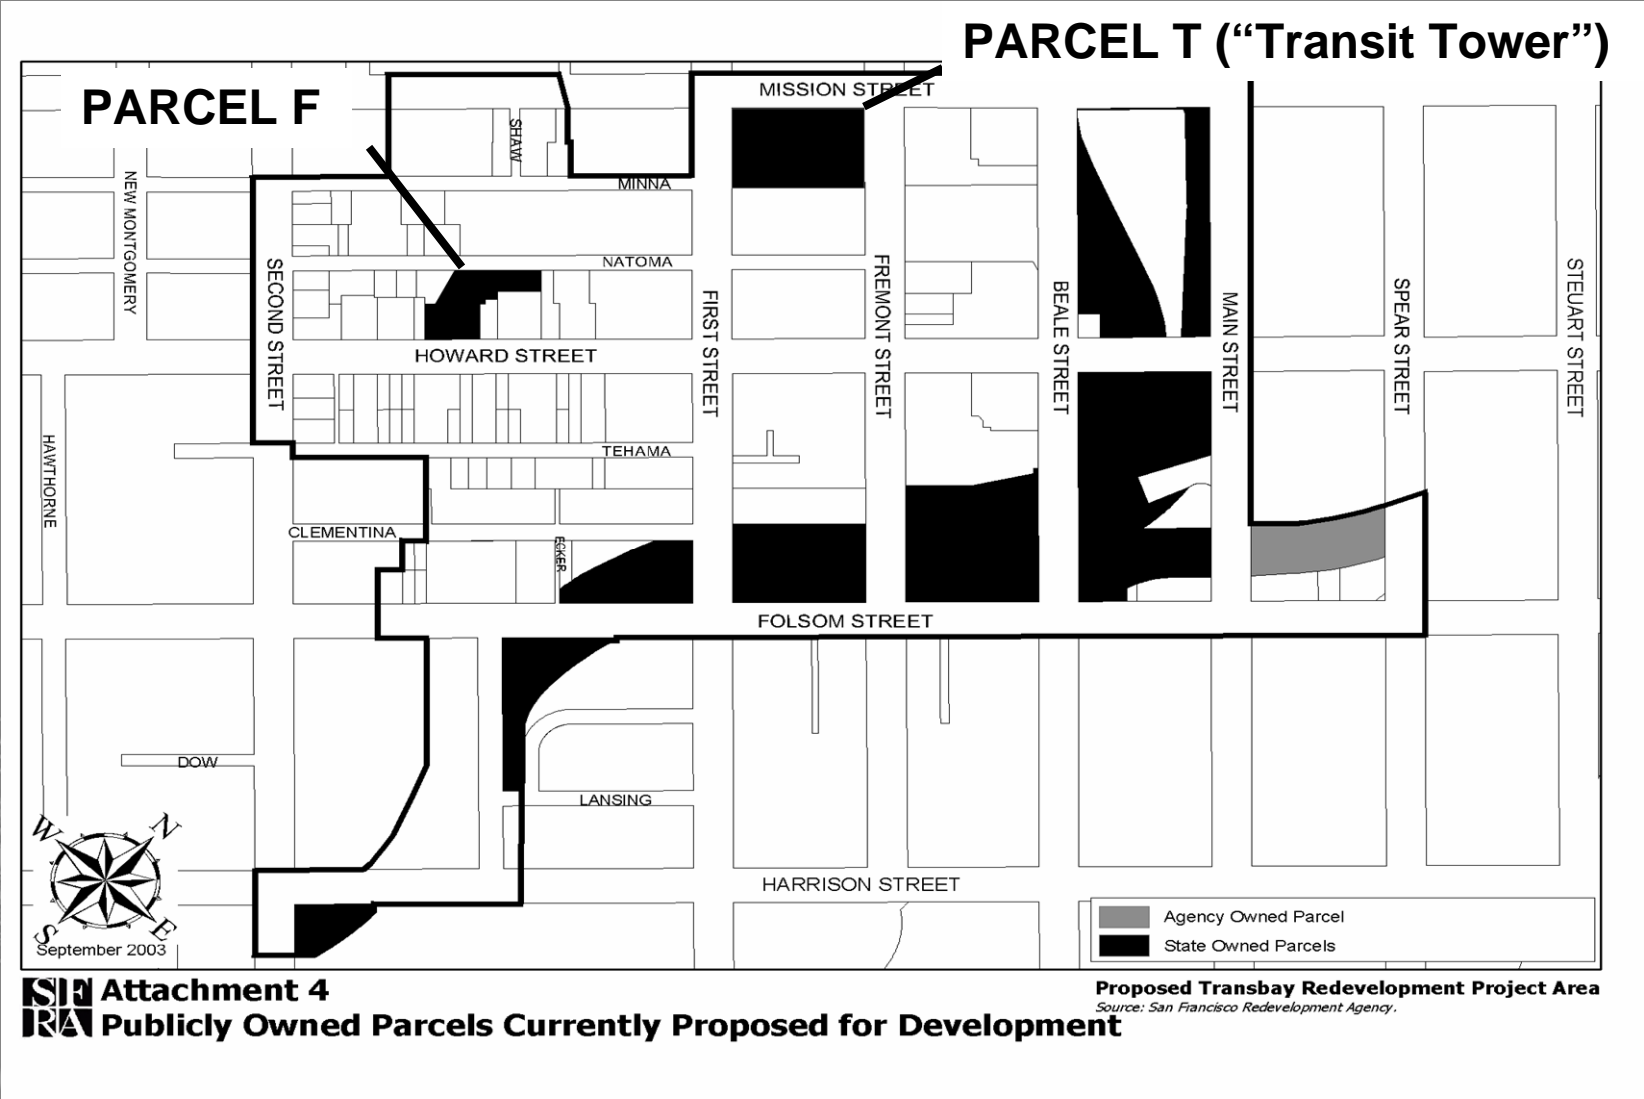 PARCEL T (“Transit Tower”)
MISSION STREET
PARCEL F
SHAW
MINNA
NEW MONTGOMERY
NATOMA
SECOND STREET
FIRST STREET
FREMONT STREET
BEALE STREET
MAIN STREET
SPEAR STREET
STEUART STREET
HOWARD STREET
HAWTHORNE
TEHAMA
CLEMENTINA
ECKER
FOLSOM STREET
DOW
LANSING
HARRISON STREET
W N
S E
September 2003
Agency Owned Parcel
State Owned Parcels
SF
RA
Attachment 4
Publicly Owned Parcels Currently Proposed for Development
Proposed Transbay Redevelopment Project Area
Source: San Francisco Redevelopment Agency.